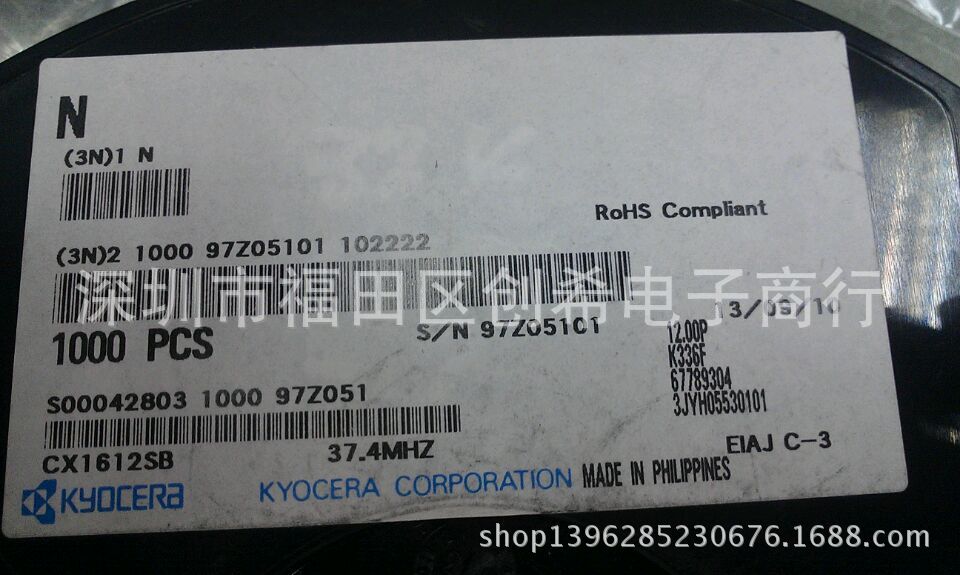 N
(3N)1 N
RoHS Compliant
(3N)2 1000 97Z05101 102222
深圳市福田区创希电子商行
13/09/10
1000 PCS
S/N 97Z05101
12.00P
K336F
67789304
3JYH05530101
S00042803 1000 97Z051
EIAJ C-3
CX1612SB
37.4MHZ
KYOCERA
KYOCERA CORPORATION
MADE IN PHILIPPINES
shop1396285230676.1688.com